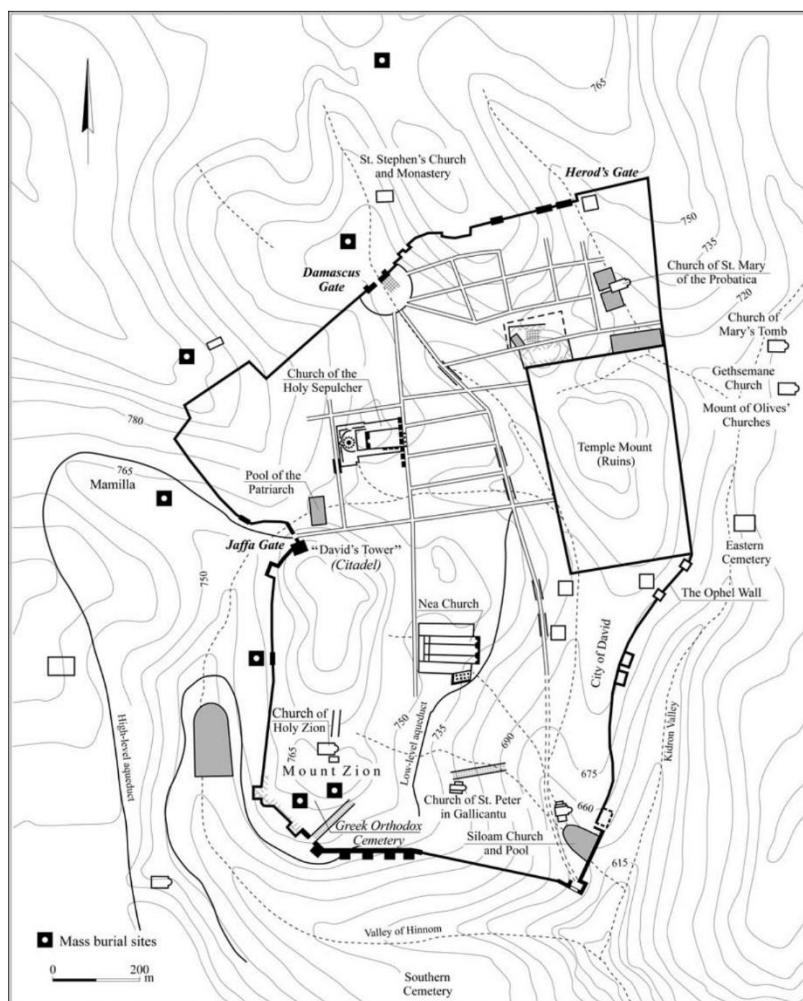 765
St. Stephen's Church
and Monastery
Herod's Gate
750
735
Damascus
Gate
Church of St. Mary
of the Probatica
720
Church of
Mary's Tomb
Church of the
Holy Sepulcher
Gethsemane
Church
780
Mount of Olives'
Churches
765
Mamilla
Pool of the
Patriarch
Temple Mount
(Ruins)
Jaffa Gate
"David's Tower"
(Citadel)
Eastern
Cemetery
750
The Ophel Wall
Nea Church
City of David
Kidron Valley
High-level aqueduct
Church of
Holy Zion
750
735
Low-level aqueduct
690
765
Mount Zion
675
Church of St. Peter
in Gallicantu
660
Greek Orthodox
Cemetery
Siloam Church
and Pool
615
Valley of Hinnom
Mass burial sites
0 200
m
Southern
Cemetery